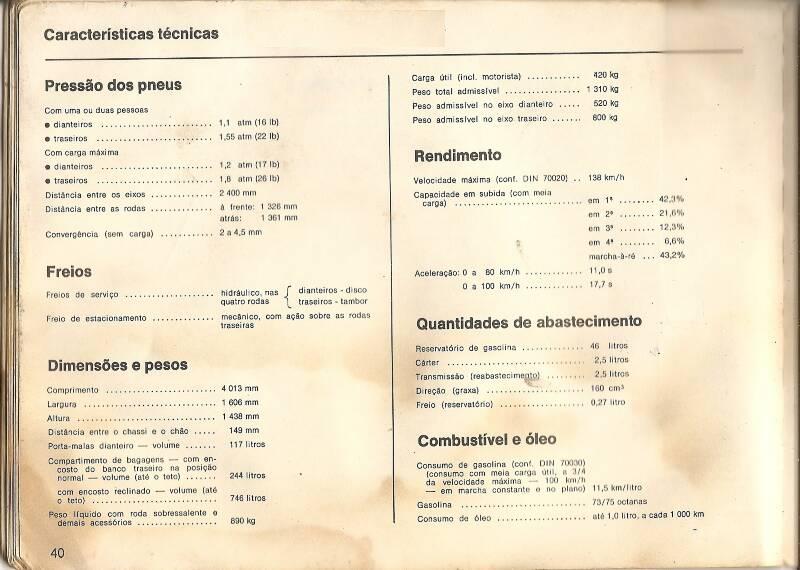 Características técnicas
Pressão dos pneus
Com uma ou duas pessoas
● dianteiros ........................ 1,1 atm (16 lb)
● traseiros ........................ 1,55 atm (22 lb)
Com carga máxima
● dianteiros ........................ 1,2 atm (17 lb)
● traseiros ........................ 1,8 atm (26 lb)
Distância entre os eixos ............ 2 400 mm
Distância entre as rodas ............. à frente: 1 326 mm
atrás: 1 361 mm
Convergência (sem carga) ........... 2 a 4,5 mm
Freios
Freios de serviço .................... hidráulico, nas { dianteiros - disco
quatro rodas traseiros - tambor
Freio de estacionamento .............. mecânico, com ação sobre as rodas
traseiras
Dimensões e pesos
Comprimento ........................ 4 013 mm
Largura ............................. 1 606 mm
Altura .............................. 1 438 mm
Distância entre o chassi e o chão ..... 149 mm
Porta-malas dianteiro — volume ....... 117 litros
Compartimento de bagagens — com en-
costo do banco traseiro na posição
normal — volume (até o teto) ....... 244 litros
com encosto reclinado — volume (até
o teto) ............................ 746 litros
Peso líquido com roda sobressalente e
demais acessórios .................. 890 kg
40
Carga útil (incl. motorista) ............ 420 kg
Peso total admissível ................. 1 310 kg
Peso admissível no eixo dianteiro ..... 520 kg
Peso admissível no eixo traseiro ....... 800 kg
Rendimento
Velocidade máxima (conf. DIN 70020) .. 138 km/h
Capacidade em subida (com meia
carga) ............................. em 1ª ........ 42,3%
em 2ª ........ 21,6%
em 3ª ........ 12,3%
em 4ª ........ 6,6%
marcha-à-ré ... 43,2%
Aceleração: 0 a 80 km/h ............. 11,0 s
0 a 100 km/h ............ 17,7 s
Quantidades de abastecimento
Reservatório de gasolina .............. 46 litros
Cárter ............................... 2,5 litros
Transmissão (reabastecimento) ......... 2,5 litros
Direção (graxa) ....................... 160 cm³
Freio (reservatório) ................... 0,27 litro
Combustível e óleo
Consumo de gasolina (conf. DIN 70030)
(consumo com meia carga útil, a 3/4
da velocidade máxima — 100 km/h
— em marcha constante e no plano) 11,5 km/litro
Gasolina ............................. 73/75 octanas
Consumo de óleo ..................... até 1,0 litro, a cada 1 000 km